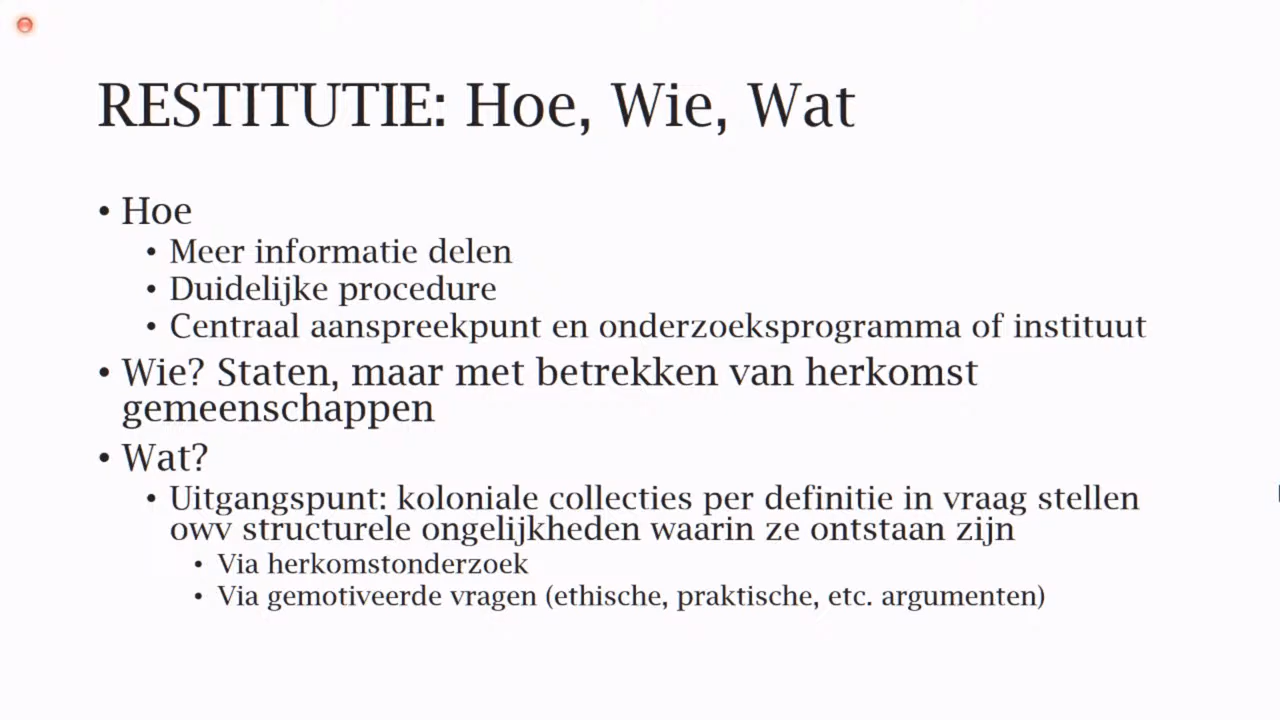 RESTITUTIE: Hoe, Wie, Wat
• Hoe
• Meer informatie delen
• Duidelijke procedure
• Centraal aanspreekpunt en onderzoeksprogramma of instituut
• Wie? Staten, maar met betrekken van herkomst
gemeenschappen
• Wat?
• Uitgangspunt: koloniale collecties per definitie in vraag stellen
owv structurele ongelijkheden waarin ze ontstaan zijn
• Via herkomstonderzoek
• Via gemotiveerde vragen (ethische, praktische, etc. argumenten)